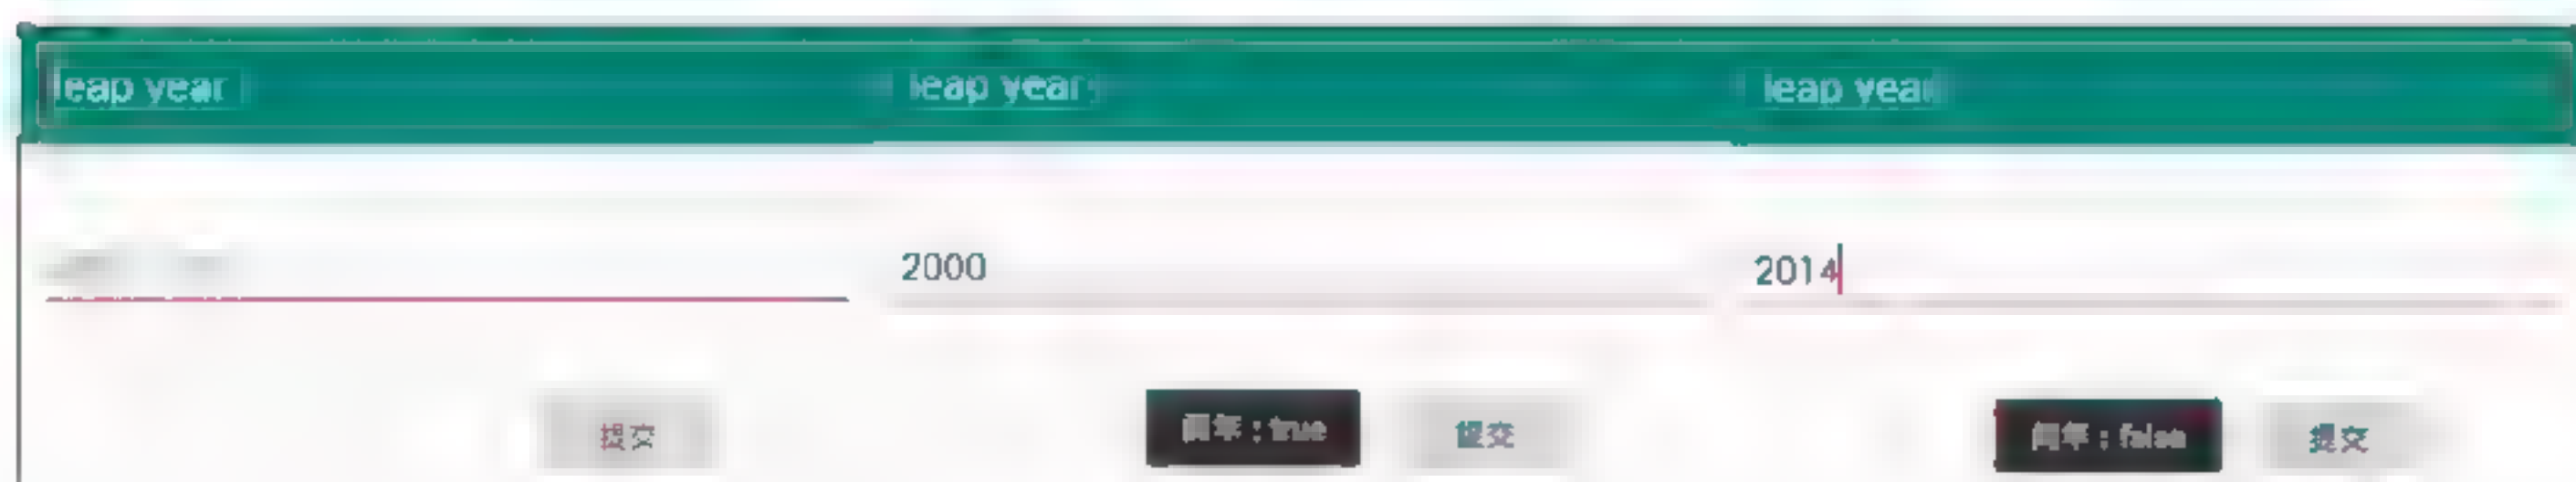 leap year leap year leap year
2000 2014
提交 闰年：true 提交 闰年：false 提交